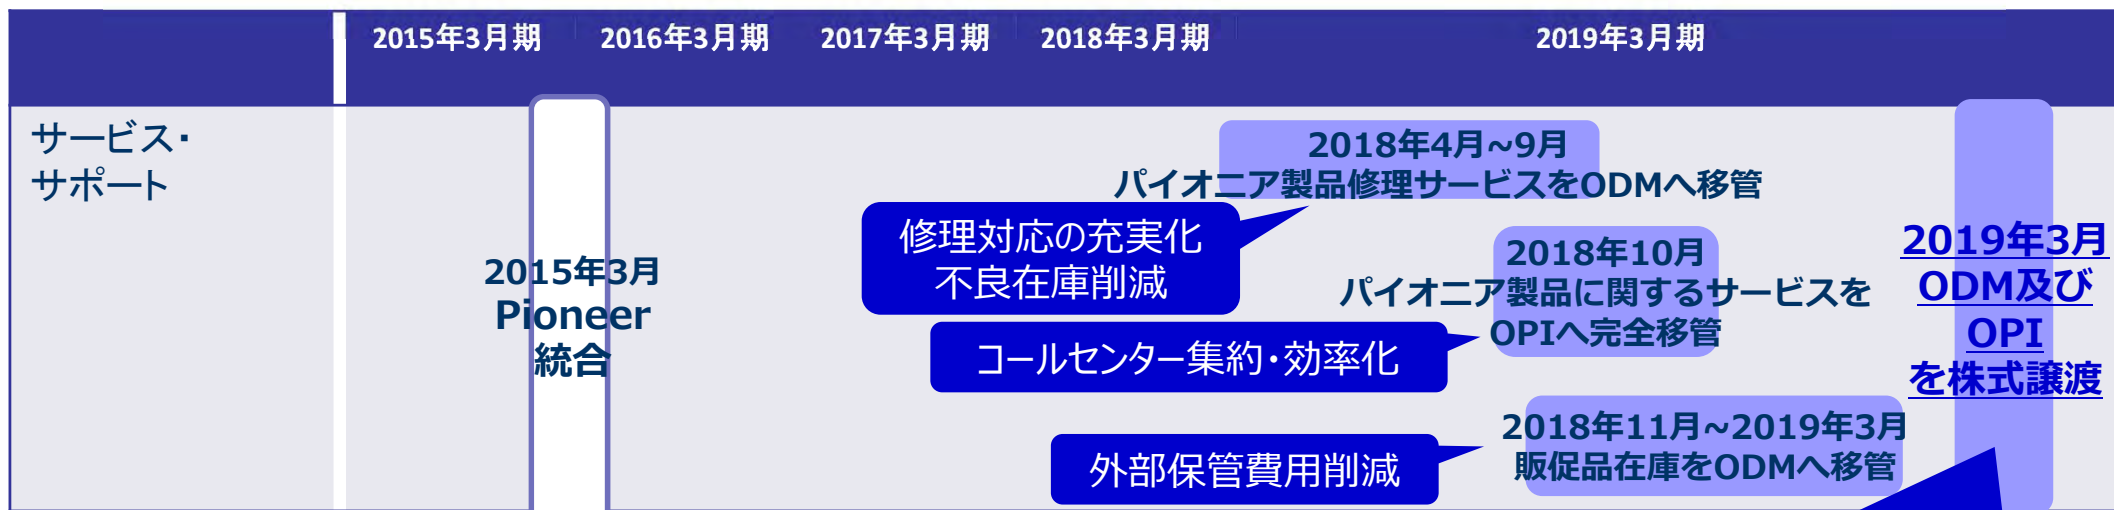 2015年3月期 2016年3月期 2017年3月期 2018年3月期 2019年3月期
サービス・
サポート
2015年3月
Pioneer
統合
2018年4月~9月
パイオニア製品修理サービスをODMへ移管
修理対応の充実化
不良在庫削減
2018年10月
パイオニア製品に関するサービスを
OPIへ完全移管
コールセンター集約・効率化
2018年11月~2019年3月
販促品在庫をODMへ移管
外部保管費用削減
2019年3月
ODM及び
OPI
を株式譲渡